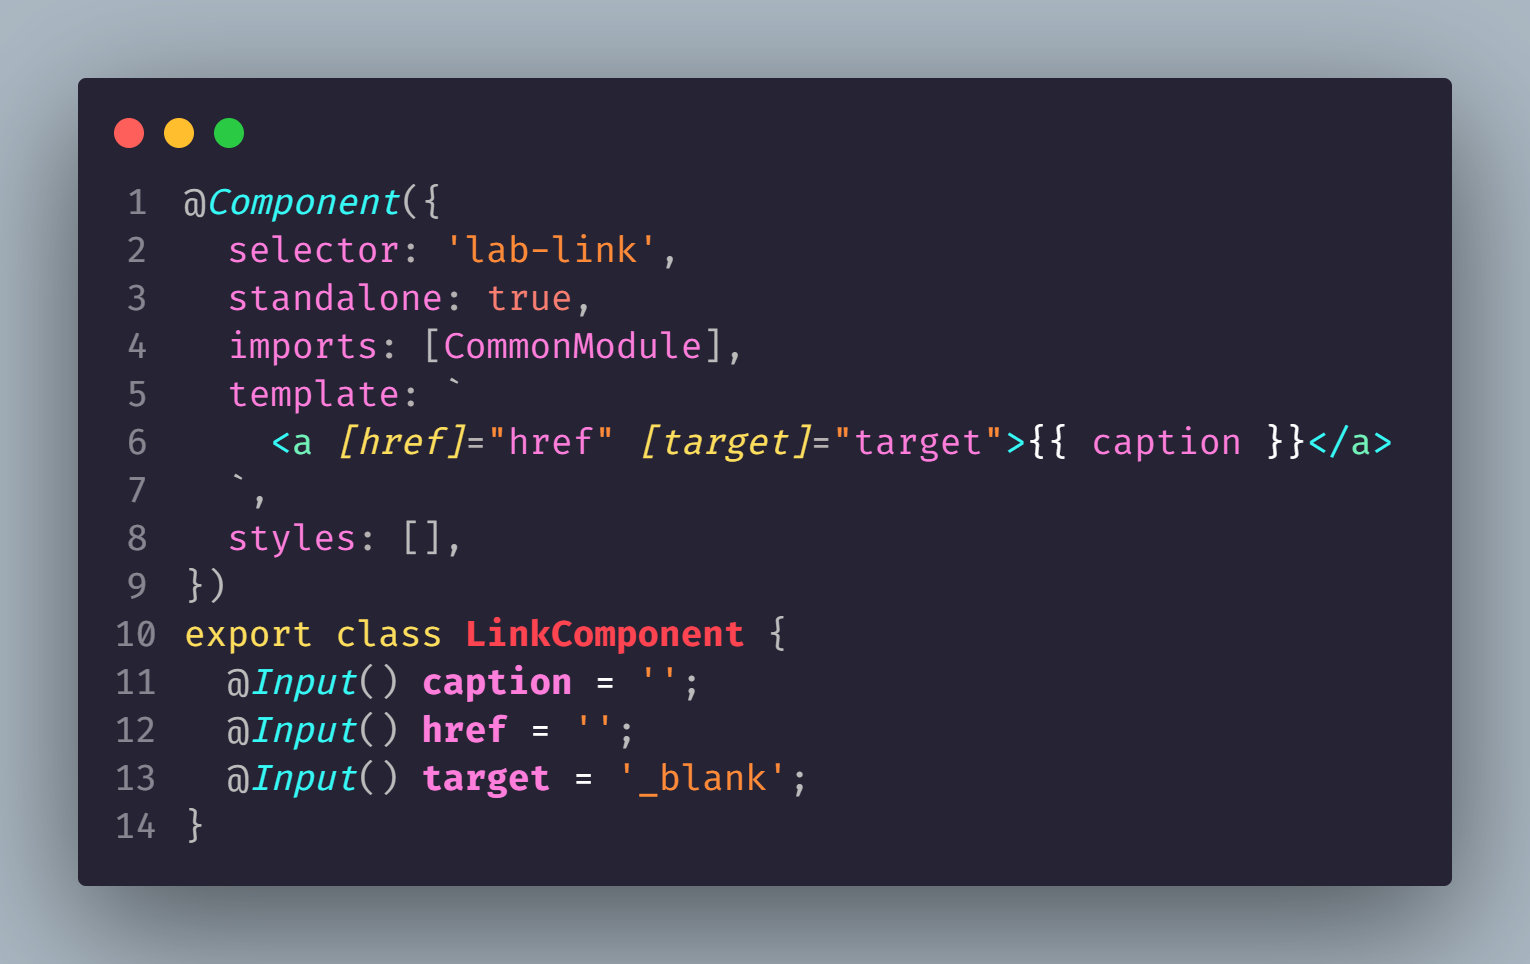 1 @Component({
2   selector: 'lab-link',
3   standalone: true,
4   imports: [CommonModule],
5   template: `
6     <a [href]="href" [target]="target">{{ caption }}</a>
7   `,
8   styles: [],
9 })
10 export class LinkComponent {
11   @Input() caption = '';
12   @Input() href = '';
13   @Input() target = '_blank';
14 }